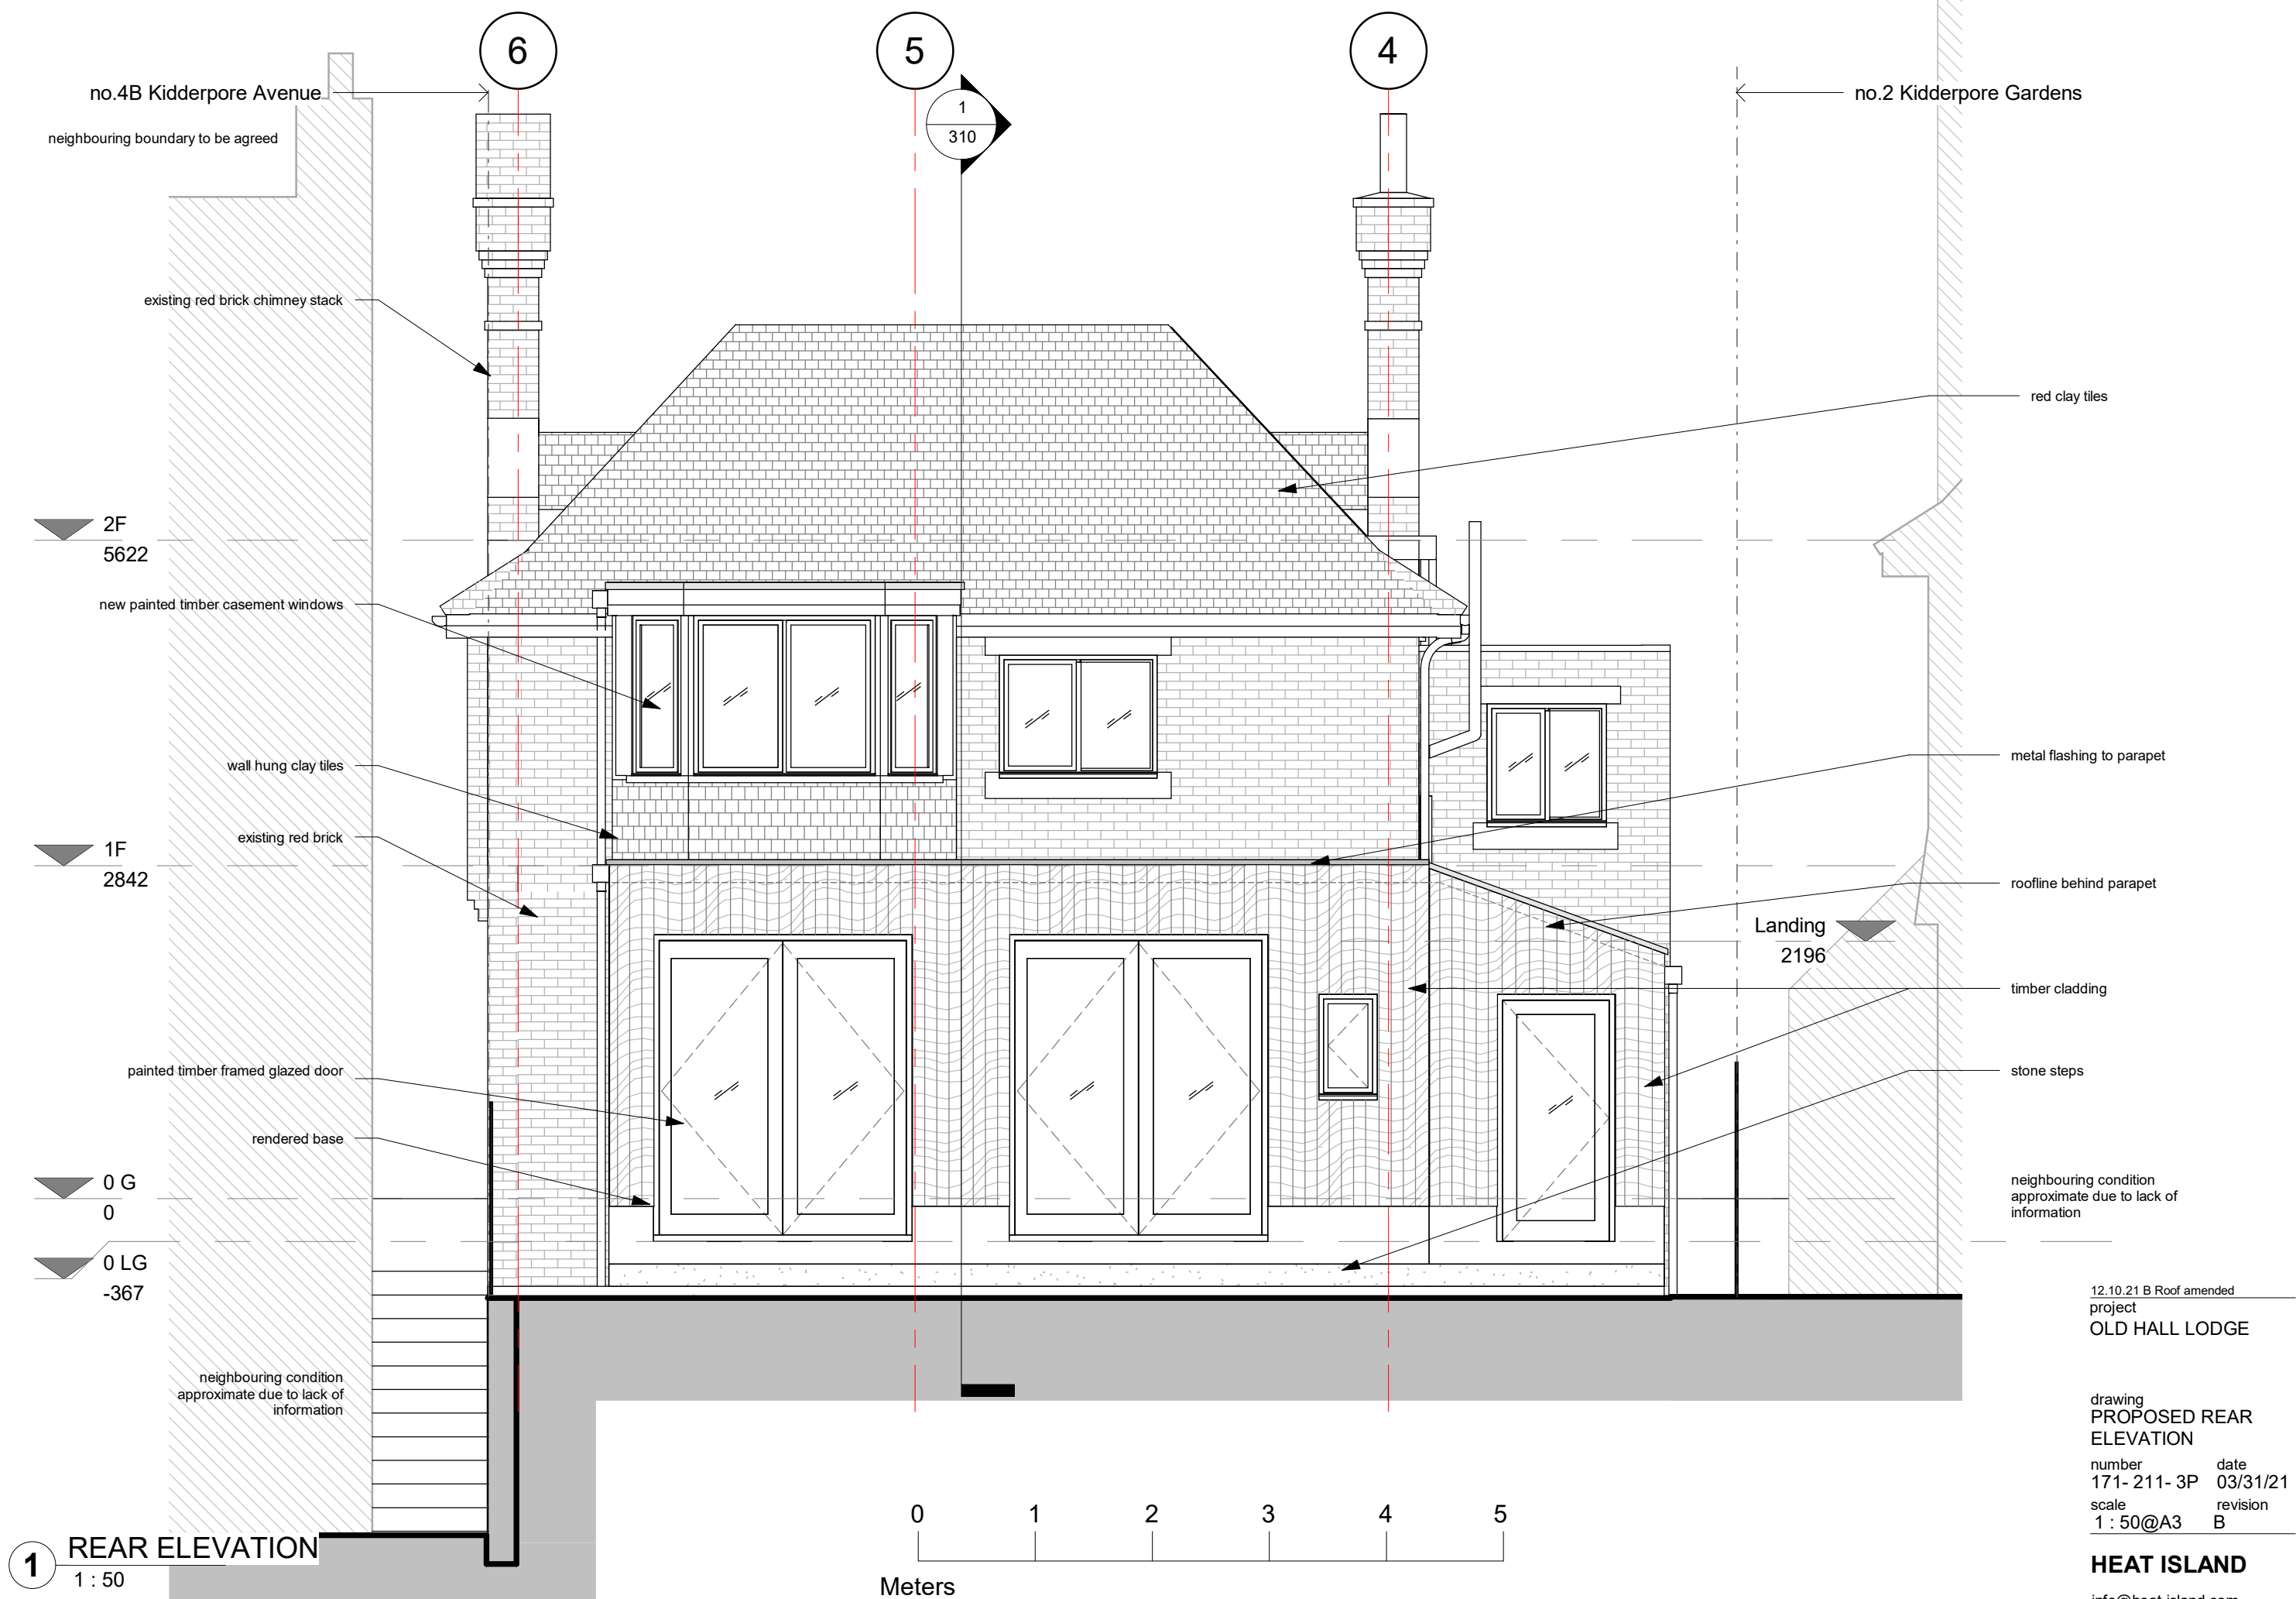 6
5
4
no.4B Kidderpore Avenue
neighbouring boundary to be agreed
1
310
no.2 Kidderpore Gardens
existing red brick chimney stack
red clay tiles
2F
5622
new painted timber casement windows
wall hung clay tiles
metal flashing to parapet
existing red brick
1F
2842
roofline behind parapet
Landing
2196
timber cladding
painted timber framed glazed door
stone steps
rendered base
0 G
0
neighbouring condition
approximate due to lack of
information
0 LG
-367
neighbouring condition
approximate due to lack of
information
12.10.21 B Roof amended
project
OLD HALL LODGE
drawing
PROPOSED REAR
ELEVATION
number date
171- 211- 3P 03/31/21
scale revision
1 : 50@A3 B
HEAT ISLAND
info@heat-island.com
0 1 2 3 4 5
Meters
1 REAR ELEVATION
1 : 50